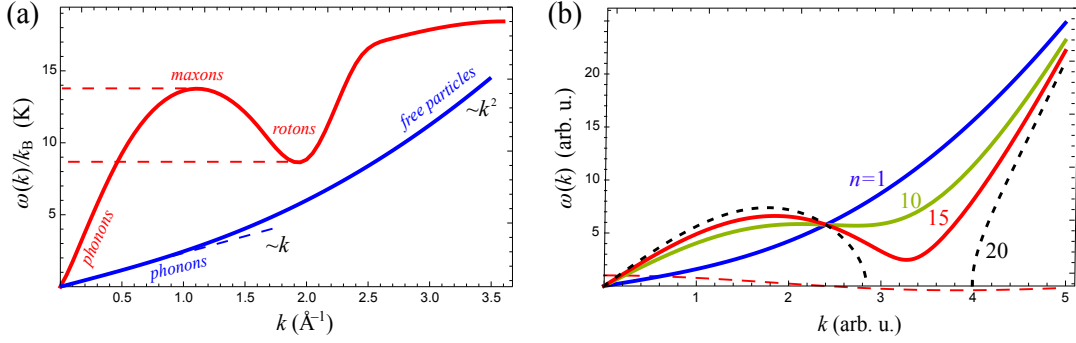 (a)
ω(k)/k_B (K)
15
10
5
0
maxons
rotons
phonons
free particles
~k²
phonons
~k
0.5
1.0
1.5
2.0
2.5
3.0
3.5
k (Å⁻¹)
(b)
ω(k) (arb. u.)
20
15
10
5
0
n=1
10
15
20
1
2
3
4
5
k (arb. u.)